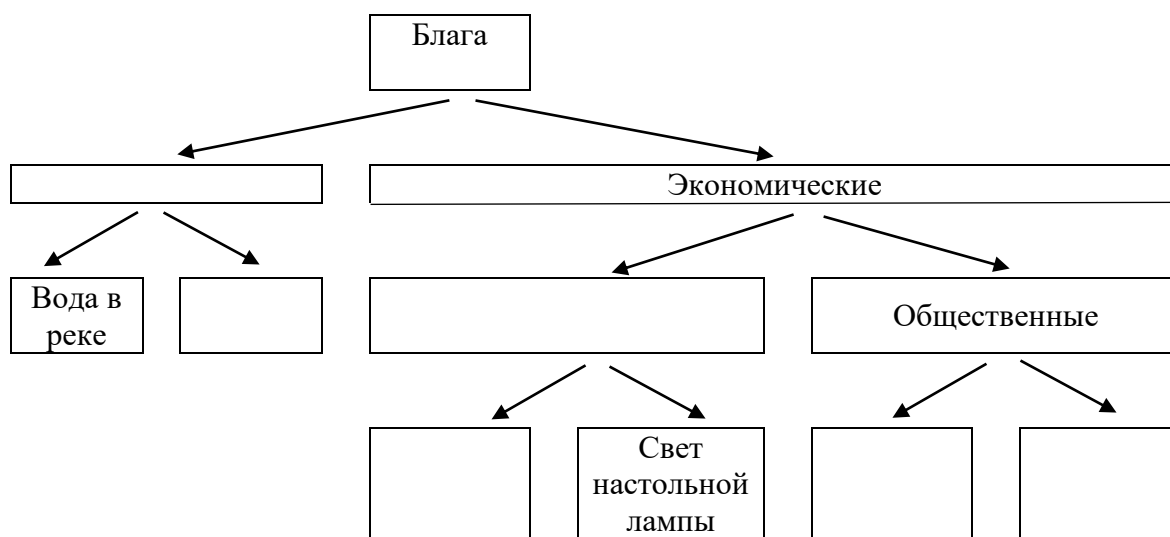 Блага
Экономические
Вода в
реке
Общественные
Свет
настольной
лампы